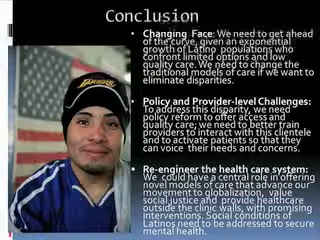 Conclusion
• Changing Face: We need to get ahead
of the curve, given an exponential
growth of Latino populations who
confront limited options and low
quality care. We need to change the
traditional models of care if we want to
eliminate disparities.
• Policy and Provider-level Challenges:
To address this disparity, we need
policy reform to offer access and
quality care; we need to better train
providers to interact with this clientele
and to activate patients so that they
can voice their needs and concerns.
• Re-engineer the health care system:
We could have a central role in offering
novel models of care that advance our
movement to globalization, value
social justice and provide healthcare
outside the clinic walls, with promising
interventions. Social conditions of
Latinos need to be addressed to secure
mental health.